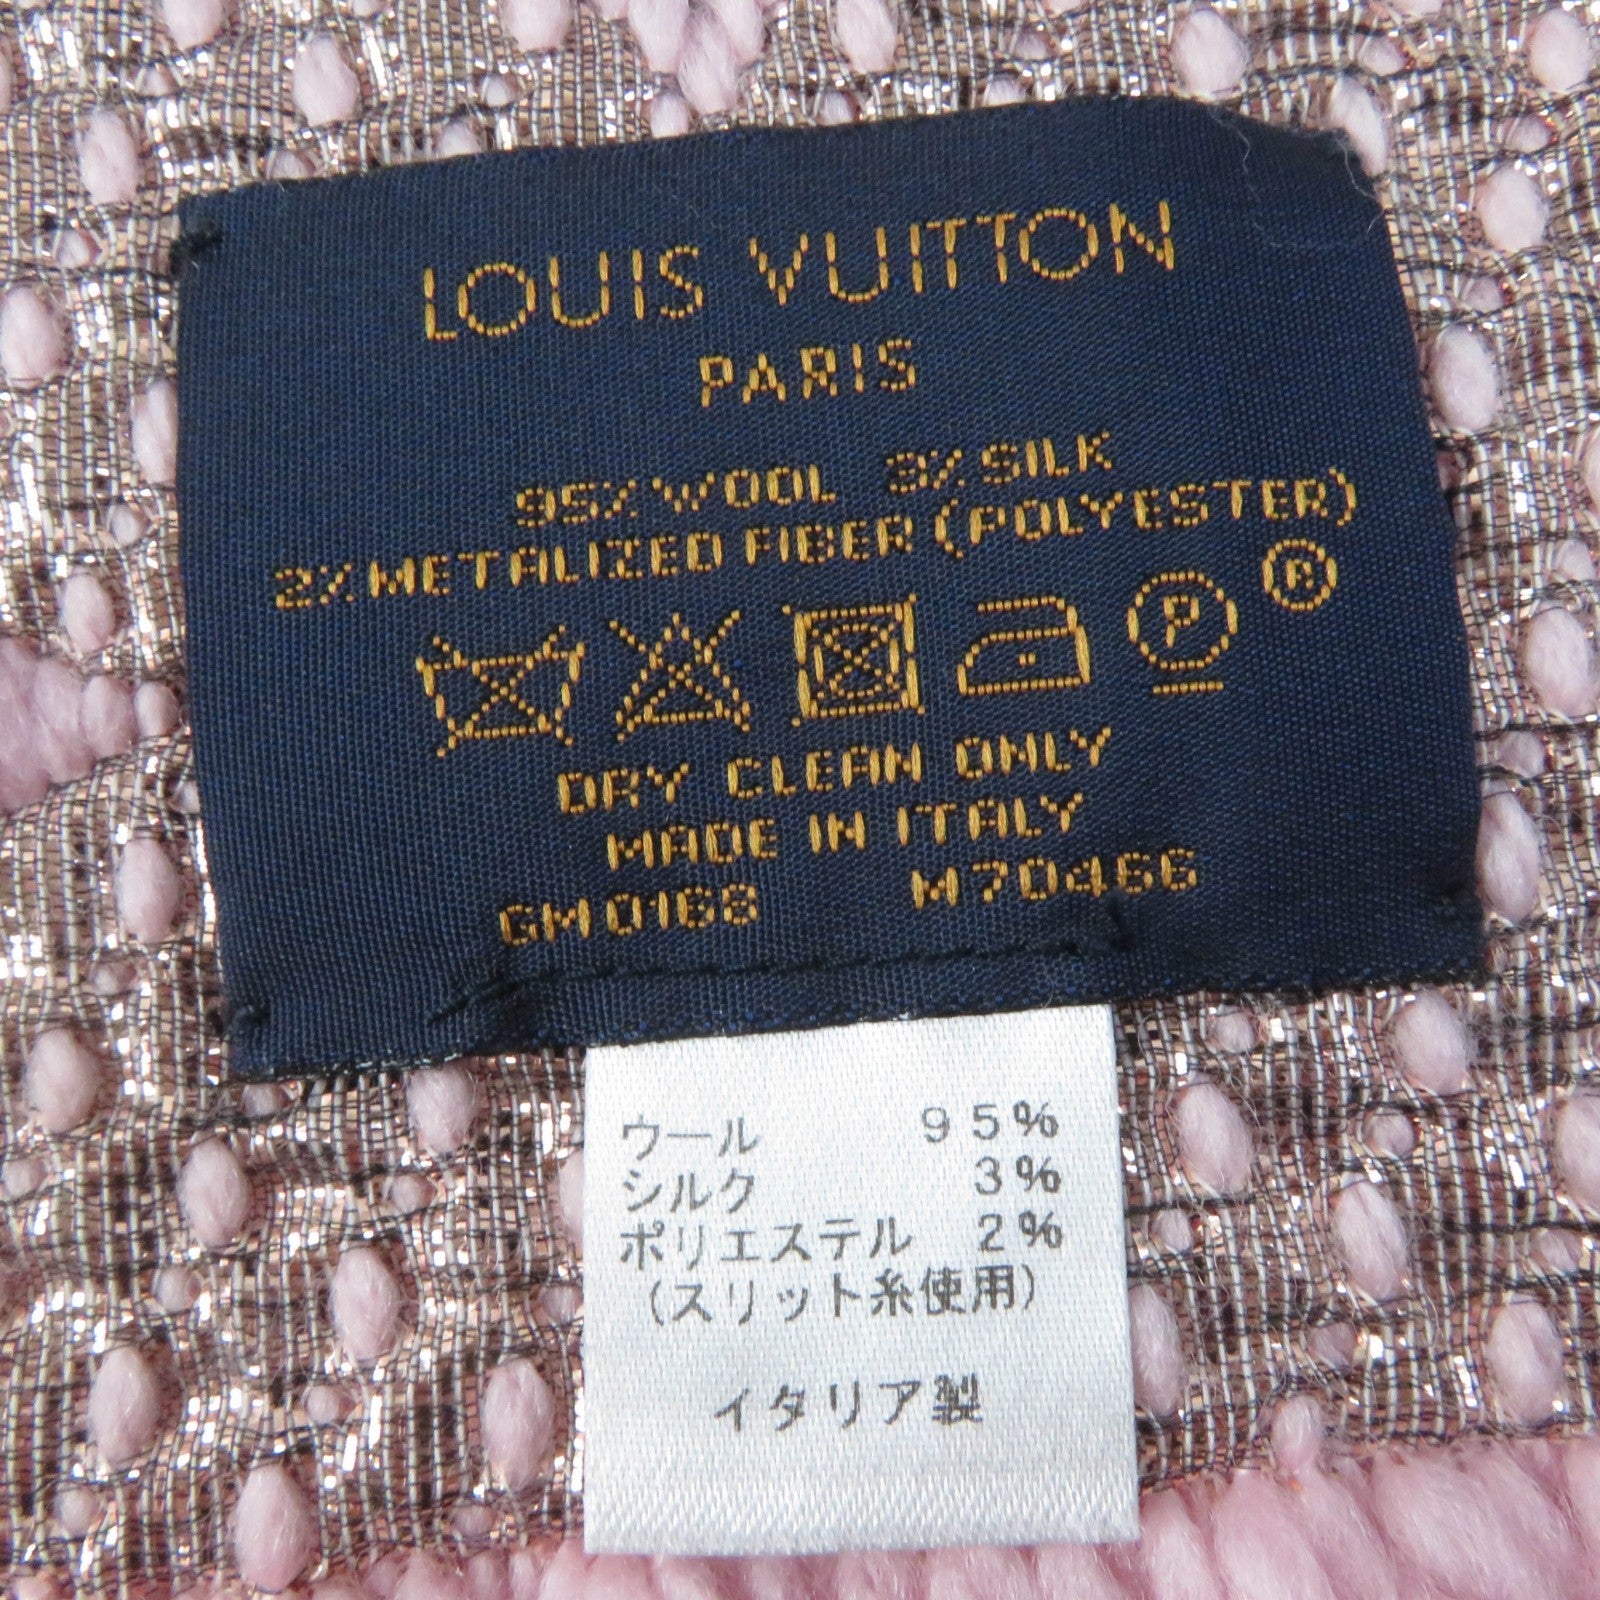 LOUIS VUITTON
PARIS
95% WOOL 3% SILK
2% METALIZED FIBER (POLYESTER)
P ®
DRY CLEAN ONLY
MADE IN ITALY
GM0168 M70466
ウール 95%
シルク 3%
ポリエステル 2%
(スリット糸使用)
イタリア製